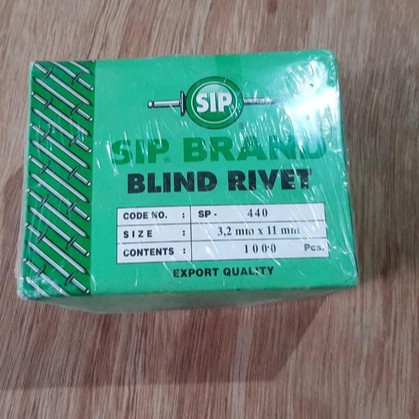 SIP
SIP. BRAND
BLIND RIVET
CODE NO. : SP - 440
SIZE : 3,2 mm x 11 mm
CONTENTS : 1000 Pcs.
EXPORT QUALITY